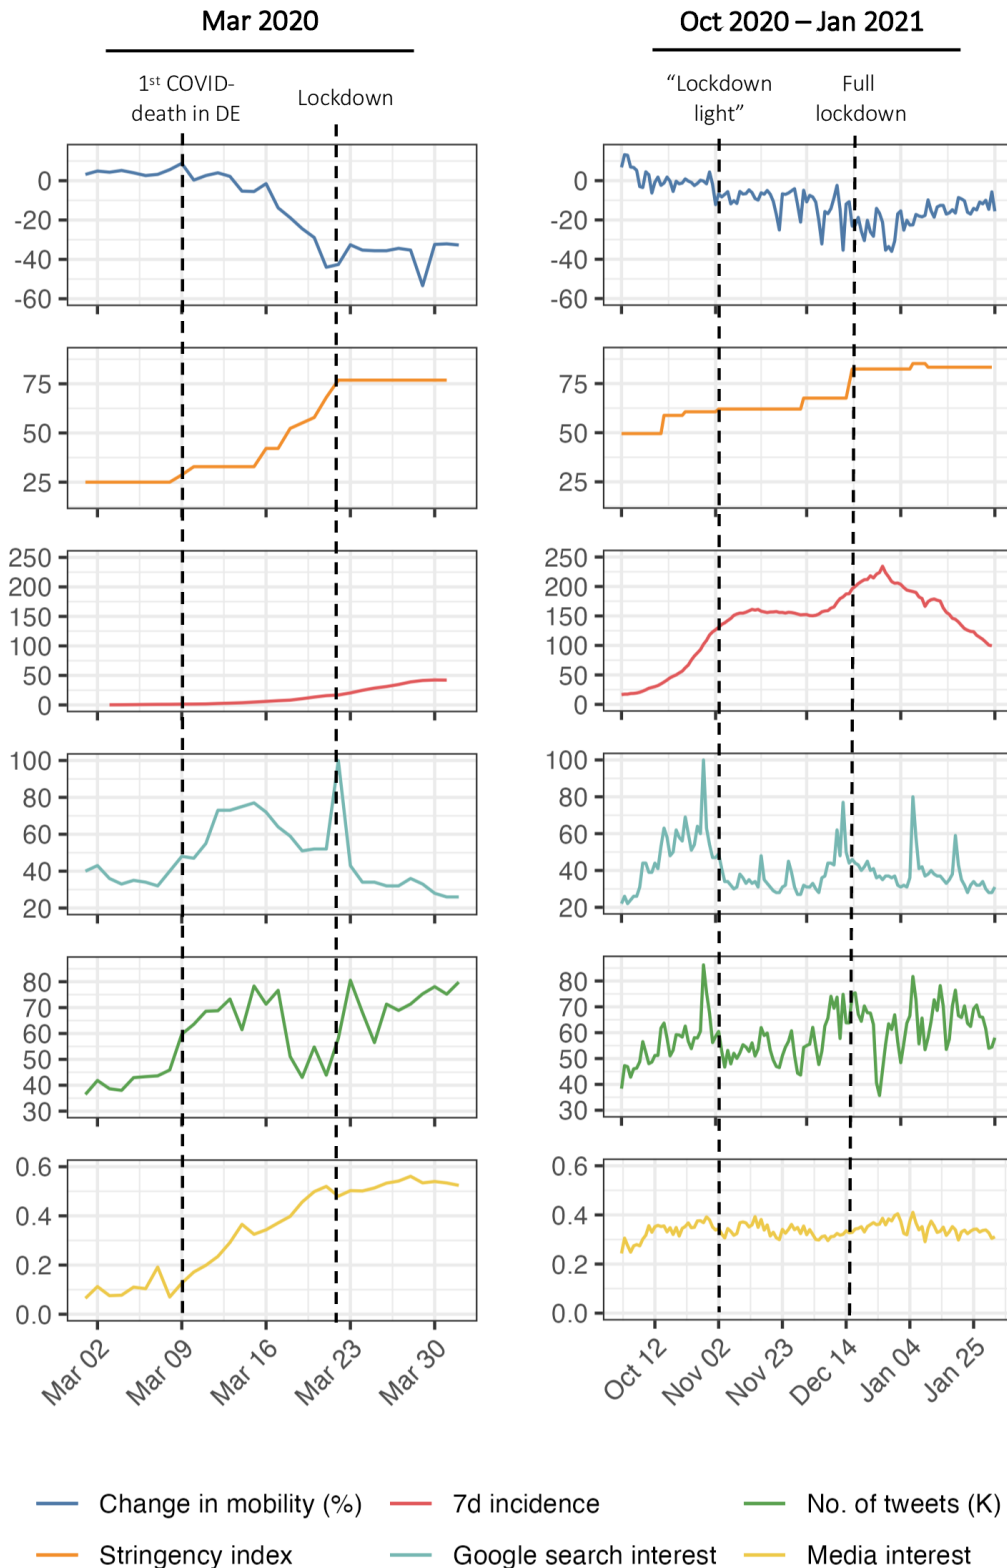 Mar 2020
Oct 2020 – Jan 2021
1st COVID-
death in DE
Lockdown
“Lockdown
light”
Full
lockdown
0
-20
-40
-60
0
-20
-40
-60
75
50
25
75
50
25
250
200
150
100
50
0
250
200
150
100
50
0
100
80
60
40
20
100
80
60
40
20
80
70
60
50
40
30
80
70
60
50
40
30
0.6
0.4
0.2
0.0
0.6
0.4
0.2
0.0
Mar 02
Mar 09
Mar 16
Mar 23
Mar 30
Oct 12
Nov 02
Nov 23
Dec 14
Jan 04
Jan 25
Change in mobility (%)
7d incidence
No. of tweets (K)
Stringency index
Google search interest
Media interest